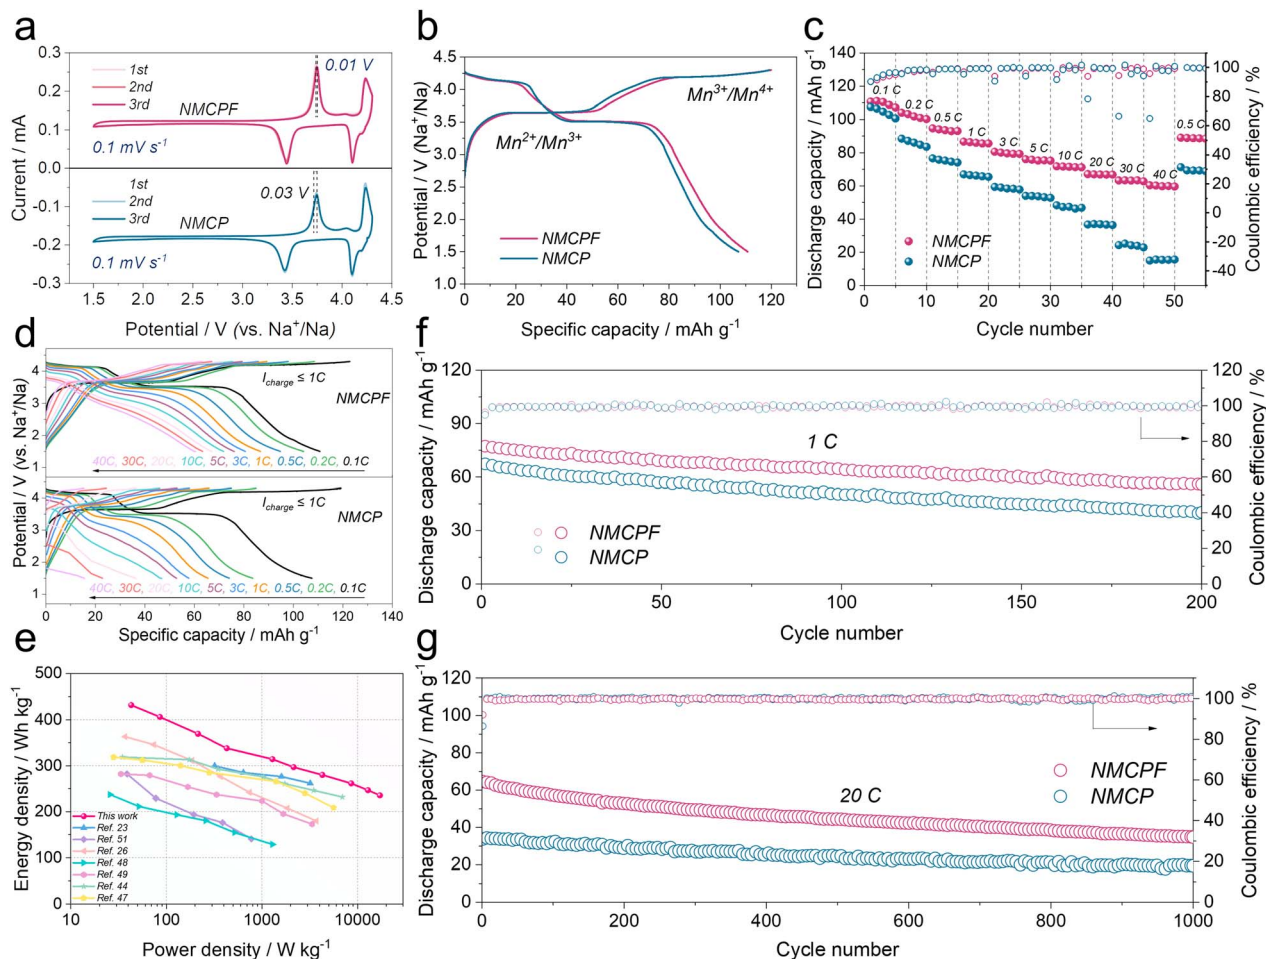 a
0.3
0.2
0.1
0.0
-0.1
-0.2
-0.3
Current / mA
1st
2nd
3rd
NMCPF
0.01 V
0.1 mV s⁻¹
1st
2nd
3rd
NMCP
0.03 V
0.1 mV s⁻¹
1.5 2.0 2.5 3.0 3.5 4.0 4.5
Potential / V (vs. Na⁺/Na)
b
4.5
4.0
3.5
3.0
2.5
2.0
1.5
1.0
Potential / V (Na⁺/Na)
Mn³⁺/Mn⁴⁺
Mn²⁺/Mn³⁺
NMCPF
NMCP
0 20 40 60 80 100 120
Specific capacity / mAh g⁻¹
c
140
120
100
80
60
40
20
0
Discharge capacity / mAh g⁻¹
0.1 C
0.2 C
0.5 C
1 C
3 C
5 C
10 C
20 C
30 C
40 C
0.5 C
NMCPF
NMCP
100
80
60
40
20
0
-20
-40
Coulombic efficiency / %
0 10 20 30 40 50
Cycle number
d
4
3
2
1
4
3
2
1
Potential / V (vs. Na⁺/Na)
I charge ≤ 1C
NMCPF
40C, 30C, 20C, 10C, 5C, 3C, 1C, 0.5C, 0.2C, 0.1C
I charge ≤ 1C
NMCP
40C, 30C, 20C, 10C, 5C, 3C, 1C, 0.5C, 0.2C, 0.1C
0 20 40 60 80 100 120 140
Specific capacity / mAh g⁻¹
e
500
400
300
200
100
0
Energy density / Wh kg⁻¹
This work
Ref. 23
Ref. 51
Ref. 26
Ref. 48
Ref. 49
Ref. 44
Ref. 47
10 100 1000 10000
Power density / W kg⁻¹
f
120
90
60
30
0
Discharge capacity / mAh g⁻¹
1 C
NMCPF
NMCP
120
100
80
60
40
20
0
Coulombic efficiency / %
0 50 100 150 200
Cycle number
g
120
100
80
60
40
20
0
Discharge capacity / mAh g⁻¹
20 C
NMCPF
NMCP
100
80
60
40
20
0
Coulombic efficiency / %
0 200 400 600 800 1000
Cycle number